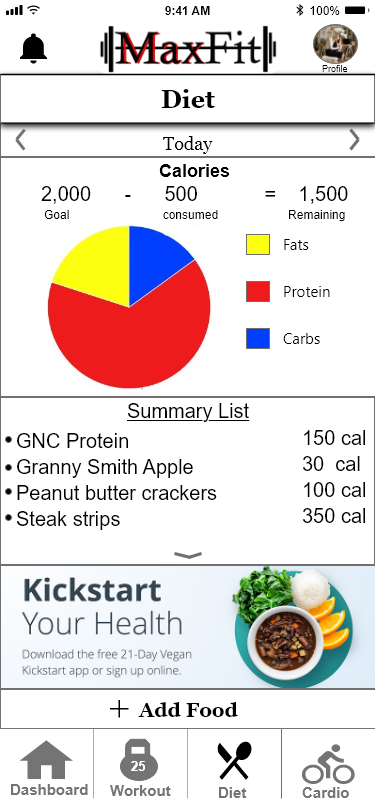 9:41 AM
100%
MaxFit
Profile
Diet
Today
Calories
2,000 - 500 = 1,500
Goal consumed Remaining
Fats
Protein
Carbs
Summary List
• GNC Protein 150 cal
• Granny Smith Apple 30 cal
• Peanut butter crackers 100 cal
• Steak strips 350 cal
Kickstart
Your Health
Download the free 21-Day Vegan
Kickstart app or sign up online.
+ Add Food
25
Dashboard Workout Diet Cardio